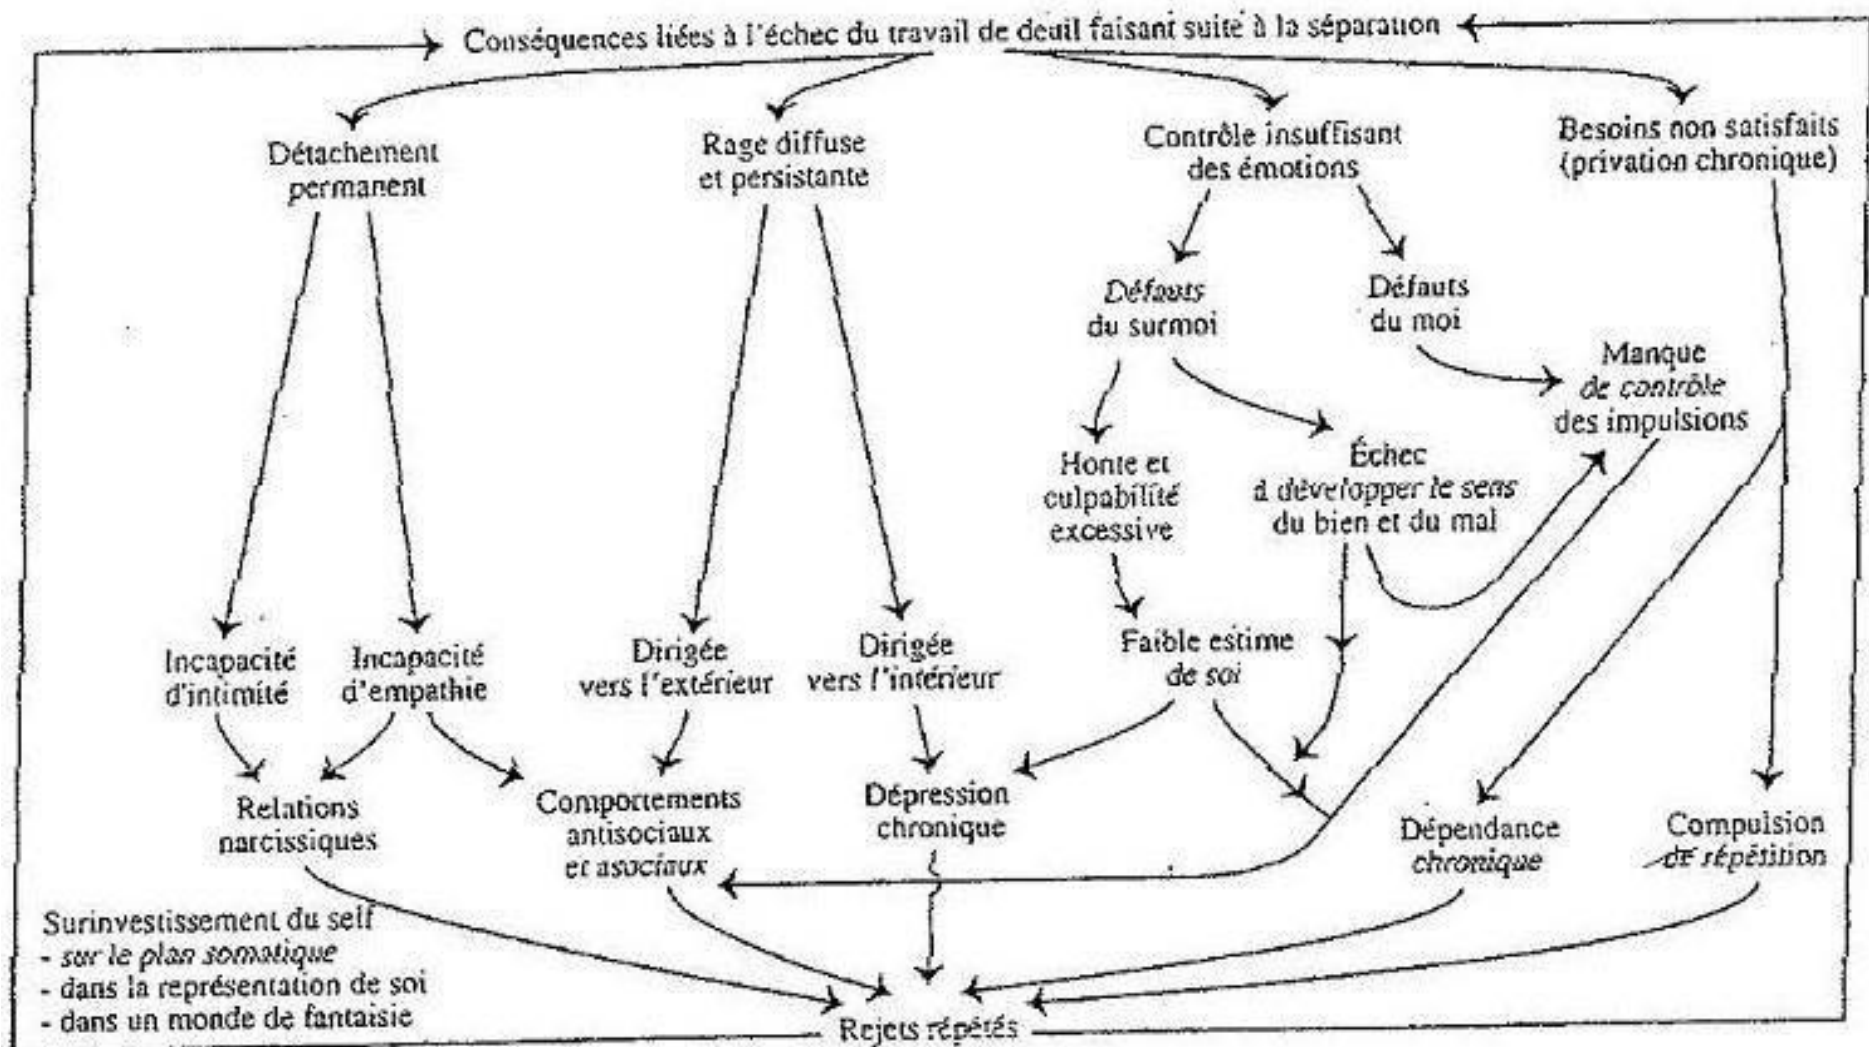 Conséquences liées à l'échec du travail de deuil faisant suite à la séparation
Détachement
permanent
Rage diffuse
et persistante
Contrôle insuffisant
des émotions
Besoins non satisfaits
(privation chronique)
Défauts
du surmoi
Défauts
du moi
Manque
de contrôle
des impulsions
Honte et
culpabilité
excessive
Échec
à développer le sens
du bien et du mal
Incapacité
d'intimité
Incapacité
d'empathie
Dirigée
vers l'extérieur
Dirigée
vers l'intérieur
Faible estime
de soi
Relations
narcissiques
Comportements
antisociaux
et asociaux
Dépression
chronique
Dépendance
chronique
Compulsion
de répétition
Surinvestissement du self
- sur le plan somatique
- dans la représentation de soi
- dans un monde de fantaisie
Rejets répétés